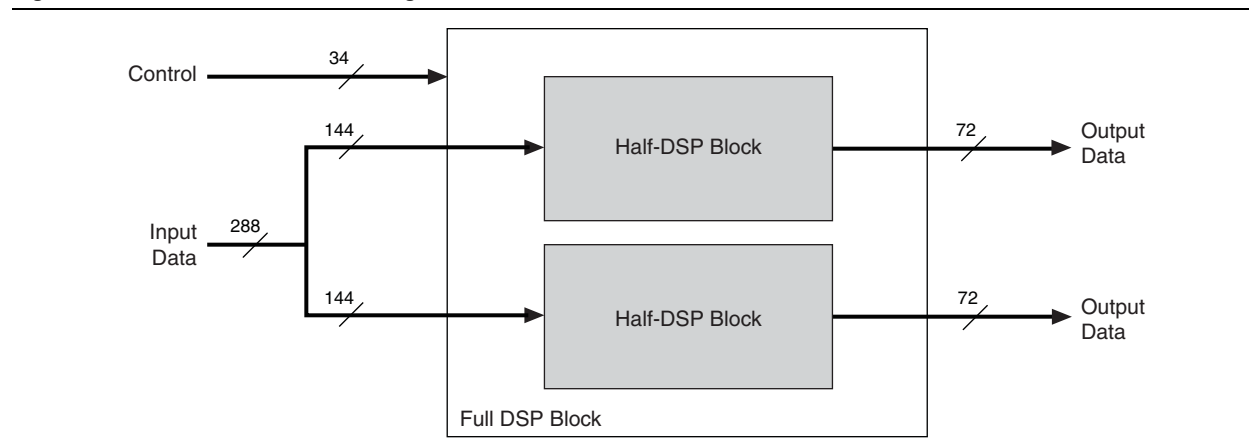 34
Control
144
Half-DSP Block
72
Output
Data
288
Input
Data
144
Half-DSP Block
72
Output
Data
Full DSP Block